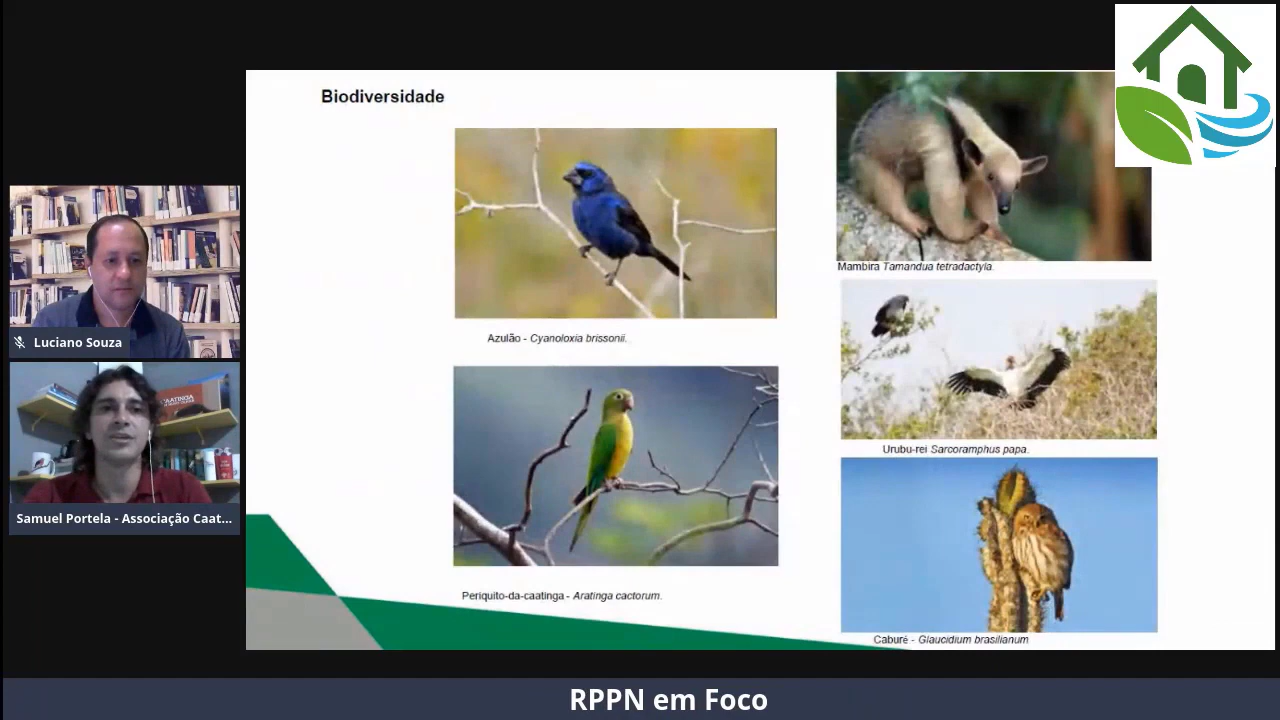 Biodiversidade
Mambira Tamandua tetradactyla.
Azulão - Cyanoloxia brissonii.
Urubu-rei Sarcoramphus papa.
Periquito-da-caatinga - Aratinga cactorum.
Caburé - Glaucidium brasilianum
Luciano Souza
CAATINGA
Samuel Portela - Associação Caat...
RPPN em Foco